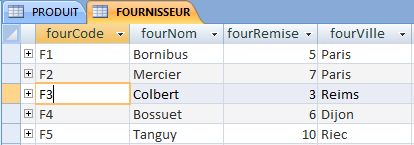 PRODUIT FOURNISSEUR
fourCode fourNom fourRemise fourVille
F1 Bornibus 5 Paris
F2 Mercier 7 Paris
F3 Colbert 3 Reims
F4 Bossuet 6 Dijon
F5 Tanguy 10 Riec